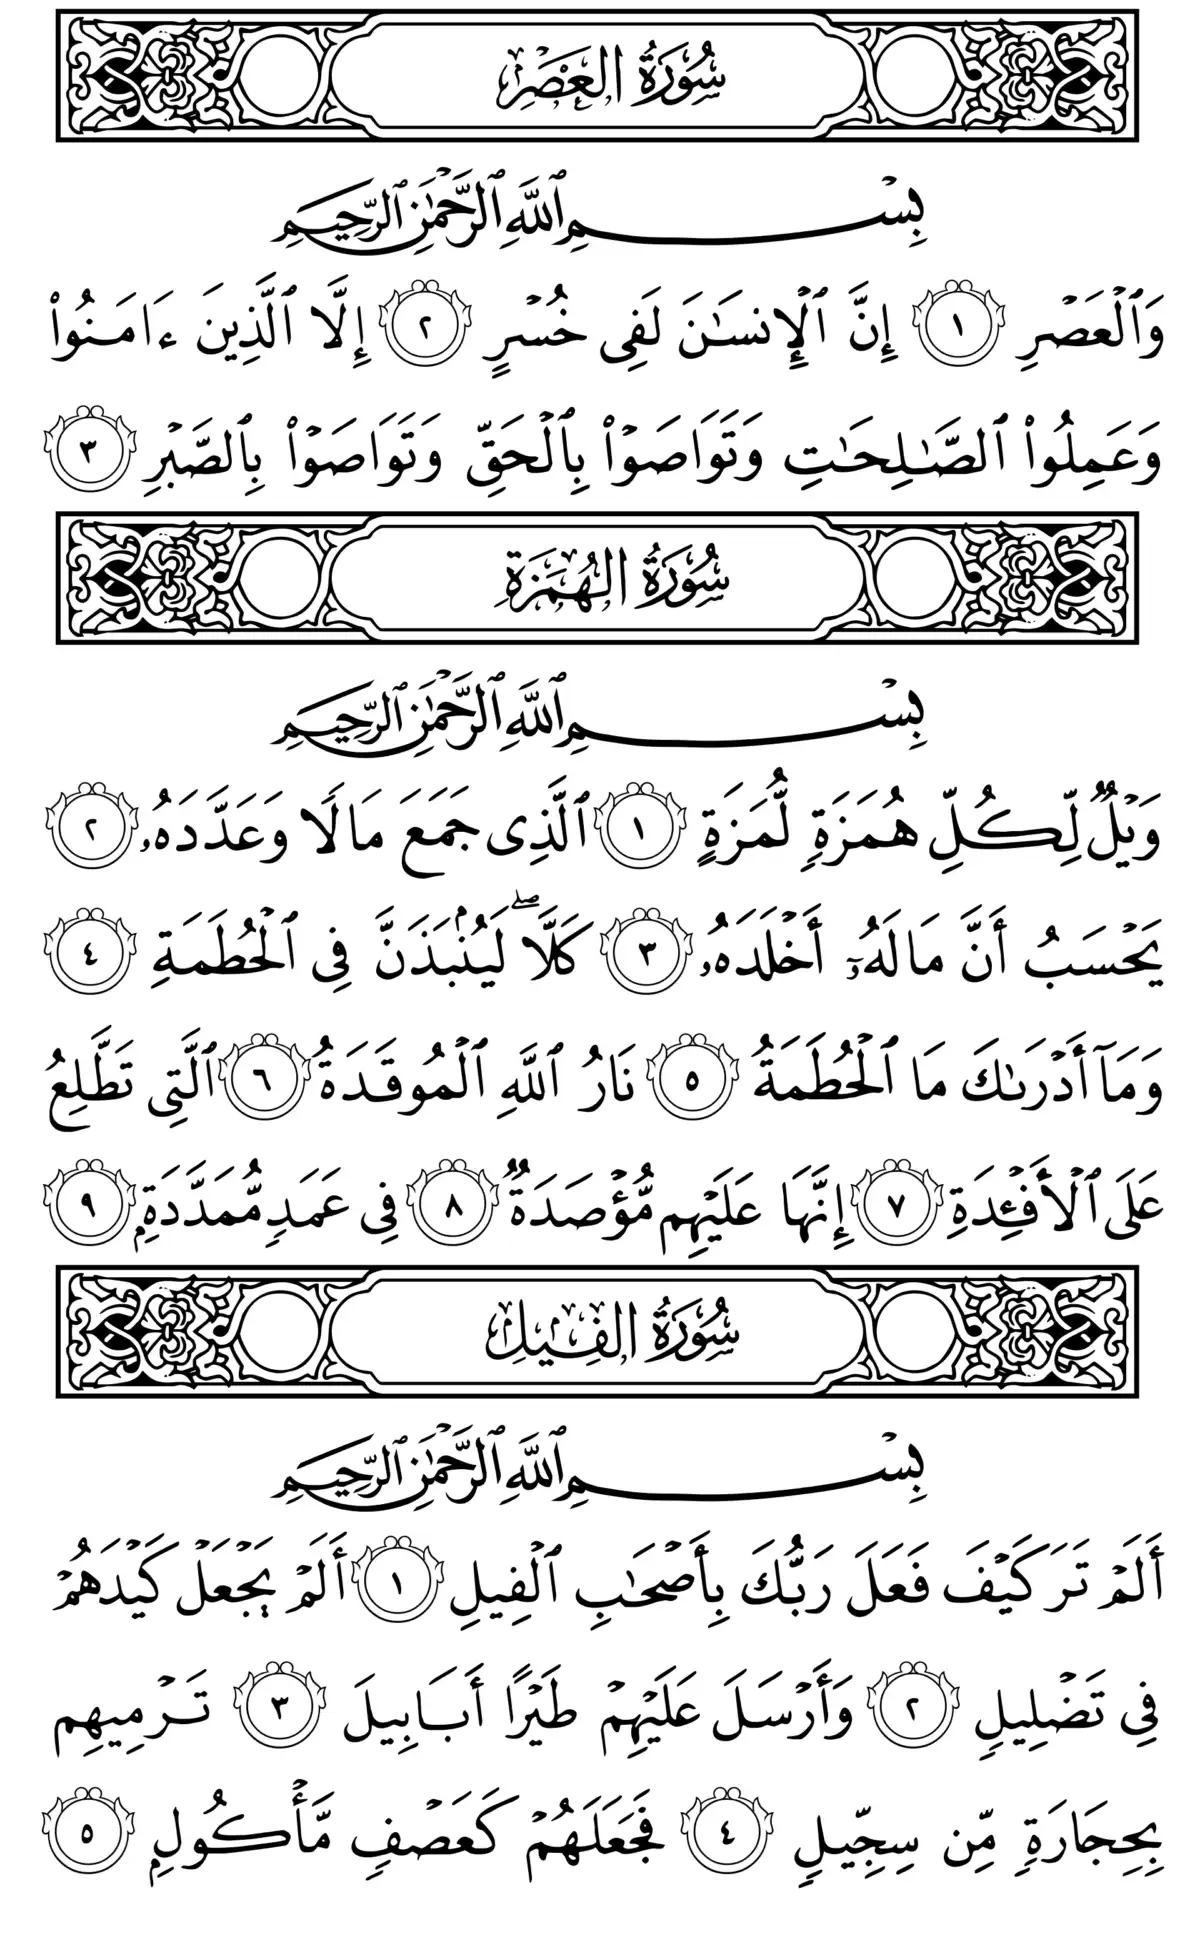 سُورَةُ العَصْرِ
بِسْمِ ٱللَّهِ ٱلرَّحْمَٰنِ ٱلرَّحِيمِ
وَٱلْعَصْرِ ١ إِنَّ ٱلْإِنسَٰنَ لَفِى خُسْرٍ ٢ إِلَّا ٱلَّذِينَ ءَامَنُوا۟
وَعَمِلُوا۟ ٱلصَّٰلِحَٰتِ وَتَوَاصَوْا۟ بِٱلْحَقِّ وَتَوَاصَوْا۟ بِٱلصَّبْرِ ٣
سُورَةُ الهُمَزَةِ
بِسْمِ ٱللَّهِ ٱلرَّحْمَٰنِ ٱلرَّحِيمِ
وَيْلٌ لِّكُلِّ هُمَزَةٍ لُّمَزَةٍ ١ ٱلَّذِى جَمَعَ مَالًا وَعَدَّدَهُۥ ٢
يَحْسَبُ أَنَّ مَالَهُۥٓ أَخْلَدَهُۥ ٣ كَلَّا ۖ لَيُنۢبَذَنَّ فِى ٱلْحُطَمَةِ ٤
وَمَآ أَدْرَىٰكَ مَا ٱلْحُطَمَةُ ٥ نَارُ ٱللَّهِ ٱلْمُوقَدَةُ ٦ ٱلَّتِى تَطَّلِعُ
عَلَى ٱلْأَفْـِٔدَةِ ٧ إِنَّهَا عَلَيْهِم مُّؤْصَدَةٌ ٨ فِى عَمَدٍ مُّمَدَّدَةٍۭ ٩
سُورَةُ الفِيلِ
بِسْمِ ٱللَّهِ ٱلرَّحْمَٰنِ ٱلرَّحِيمِ
أَلَمْ تَرَ كَيْفَ فَعَلَ رَبُّكَ بِأَصْحَٰبِ ٱلْفِيلِ ١ أَلَمْ يَجْعَلْ كَيْدَهُمْ
فِى تَضْلِيلٍ ٢ وَأَرْسَلَ عَلَيْهِمْ طَيْرًا أَبَابِيلَ ٣ تَرْمِيهِم
بِحِجَارَةٍ مِّن سِجِّيلٍ ٤ فَجَعَلَهُمْ كَعَصْفٍ مَّأْكُولٍۭ ٥